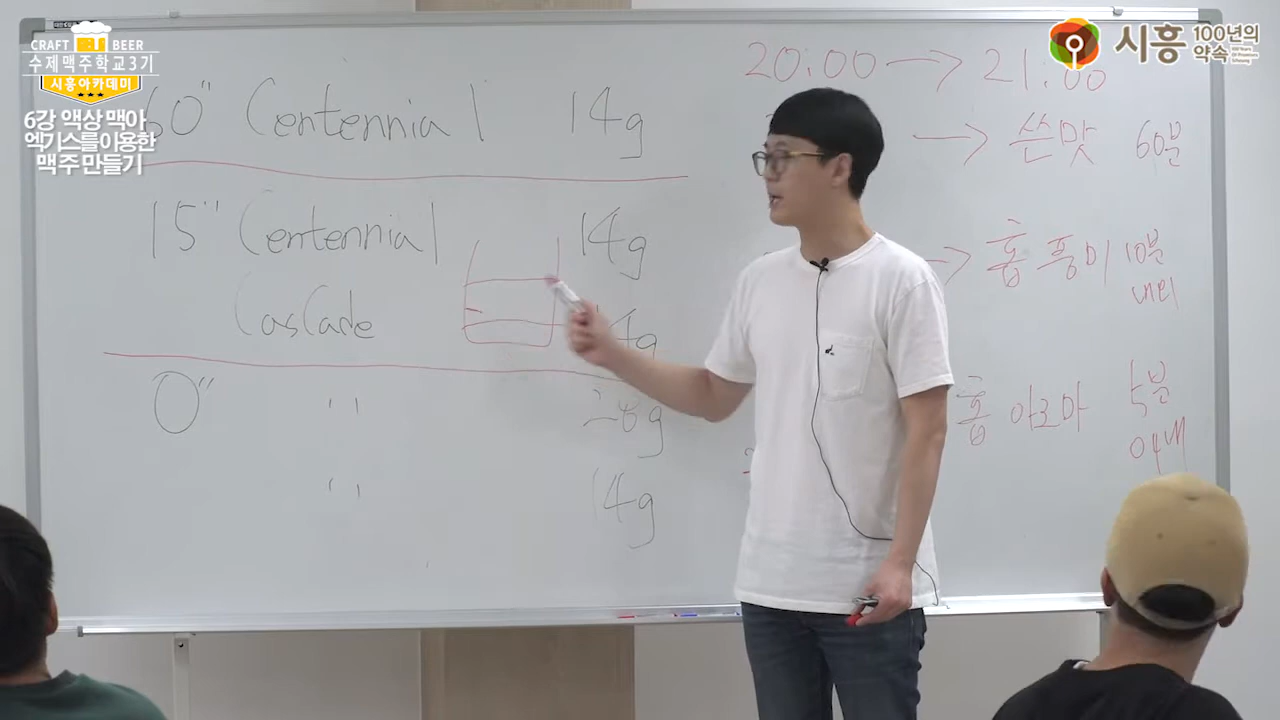 CRAFT BEER
수제맥주학교3기
시흥아카데미
6강 액상 맥아
엑기스를이용한
맥주 만들기
시흥 100년의
약속
60" Centennial 14g
15" Centennial 14g
Cascade 14g
0" '' 28g
'' 14g
20:00 → 21:00
→ 쓴맛 60분
→ 홉 풍미 10분
내외
홉 아로마 5분
이내